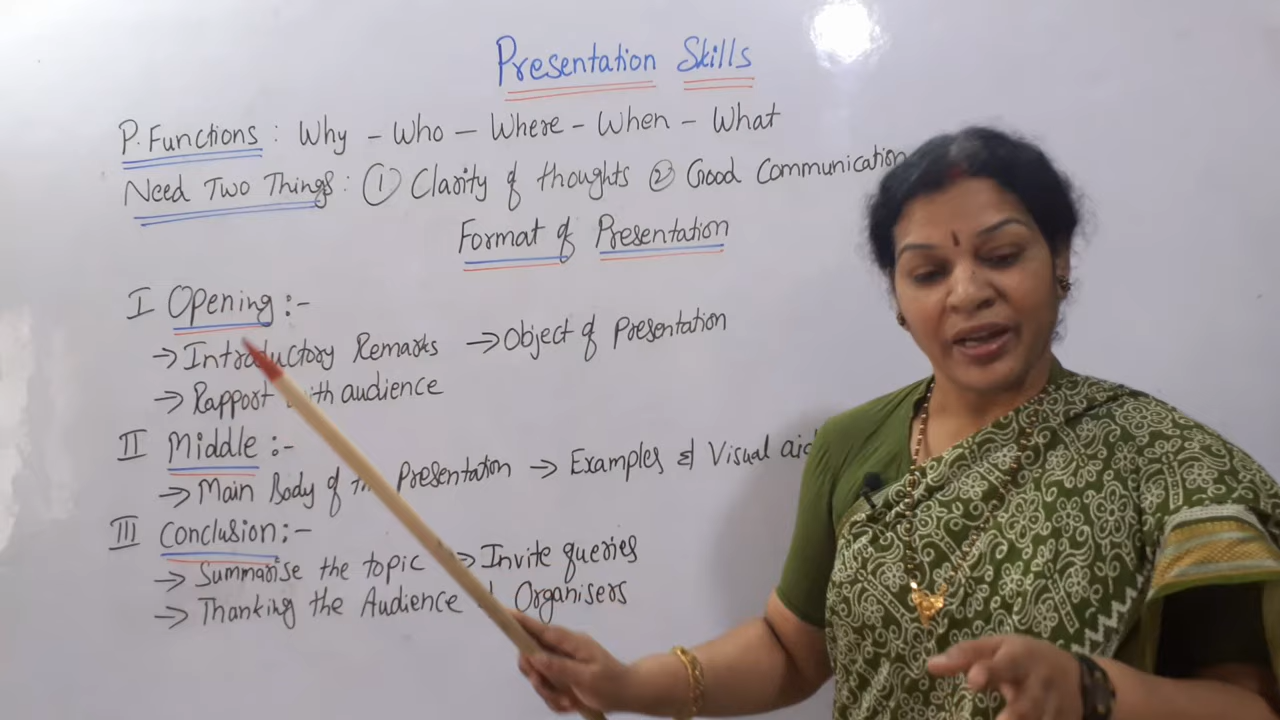 Presentation Skills
P. Functions : Why - Who - Where - When - What
Need Two Things : ① Clarity of thoughts ② Good Communication
Format of Presentation
I Opening :-
→ Introductory Remarks → Object of presentation
→ Rapport with audience
II Middle :-
→ Main Body of Presentation → Examples & Visual
III Conclusion :-
→ Summarise the topic → Invite queries
→ Thanking the Audience Organisers